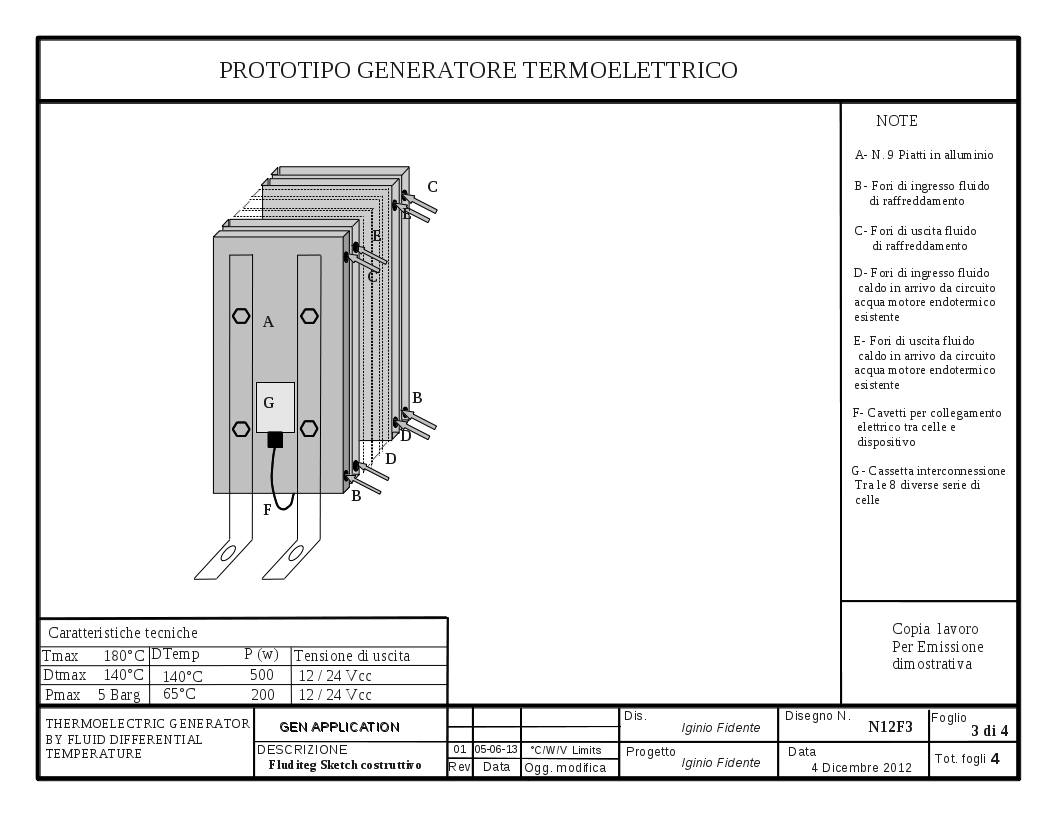 PROTOTIPO GENERATORE TERMOELETTRICO
NOTE
A- N. 9 Piatti in alluminio
B- Fori di ingresso fluido
di raffreddamento
C- Fori di uscita fluido
di raffreddamento
D- Fori di ingresso fluido
caldo in arrivo da circuito
acqua motore endotermico
esistente
E- Fori di uscita fluido
caldo in arrivo da circuito
acqua motore endotermico
esistente
F- Cavetti per collegamento
elettrico tra celle e
dispositivo
G- Cassetta interconnessione
Tra le 8 diverse serie di
celle
C
E
E
C
A
G
B
D
D
B
F
Copia lavoro
Per Emissione
dimostrativa
Caratteristiche tecniche
Tmax 180°C DTemp P (w) Tensione di uscita
Dtmax 140°C 140°C 500 12 / 24 Vcc
Pmax 5 Barg 65°C 200 12 / 24 Vcc
THERMOELECTRIC GENERATOR
BY FLUID DIFFERENTIAL
TEMPERATURE
GEN APPLICATION
DESCRIZIONE
Fluditeg Sketch costruttivo
01 05-06-13 °C/W/V Limits
Rev Data Ogg. modifica
Dis.
Iginio Fidente
Progetto
Iginio Fidente
Disegno N.
N12F3
Data
4 Dicembre 2012
Foglio
3 di 4
Tot. fogli 4